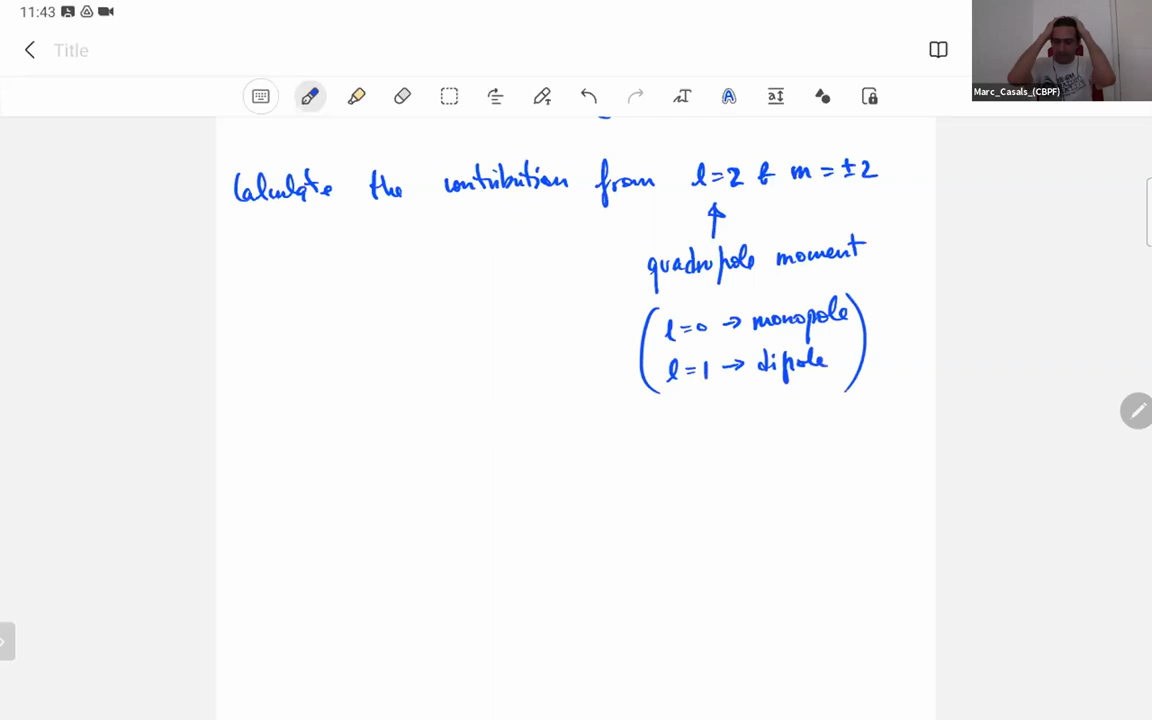 11:43
Title
Marc_Casals_(CBPF)
Calculate the contribution from l=2 & m=±2
↑
quadrupole moment
(l=0 → monopole
l=1 → dipole)